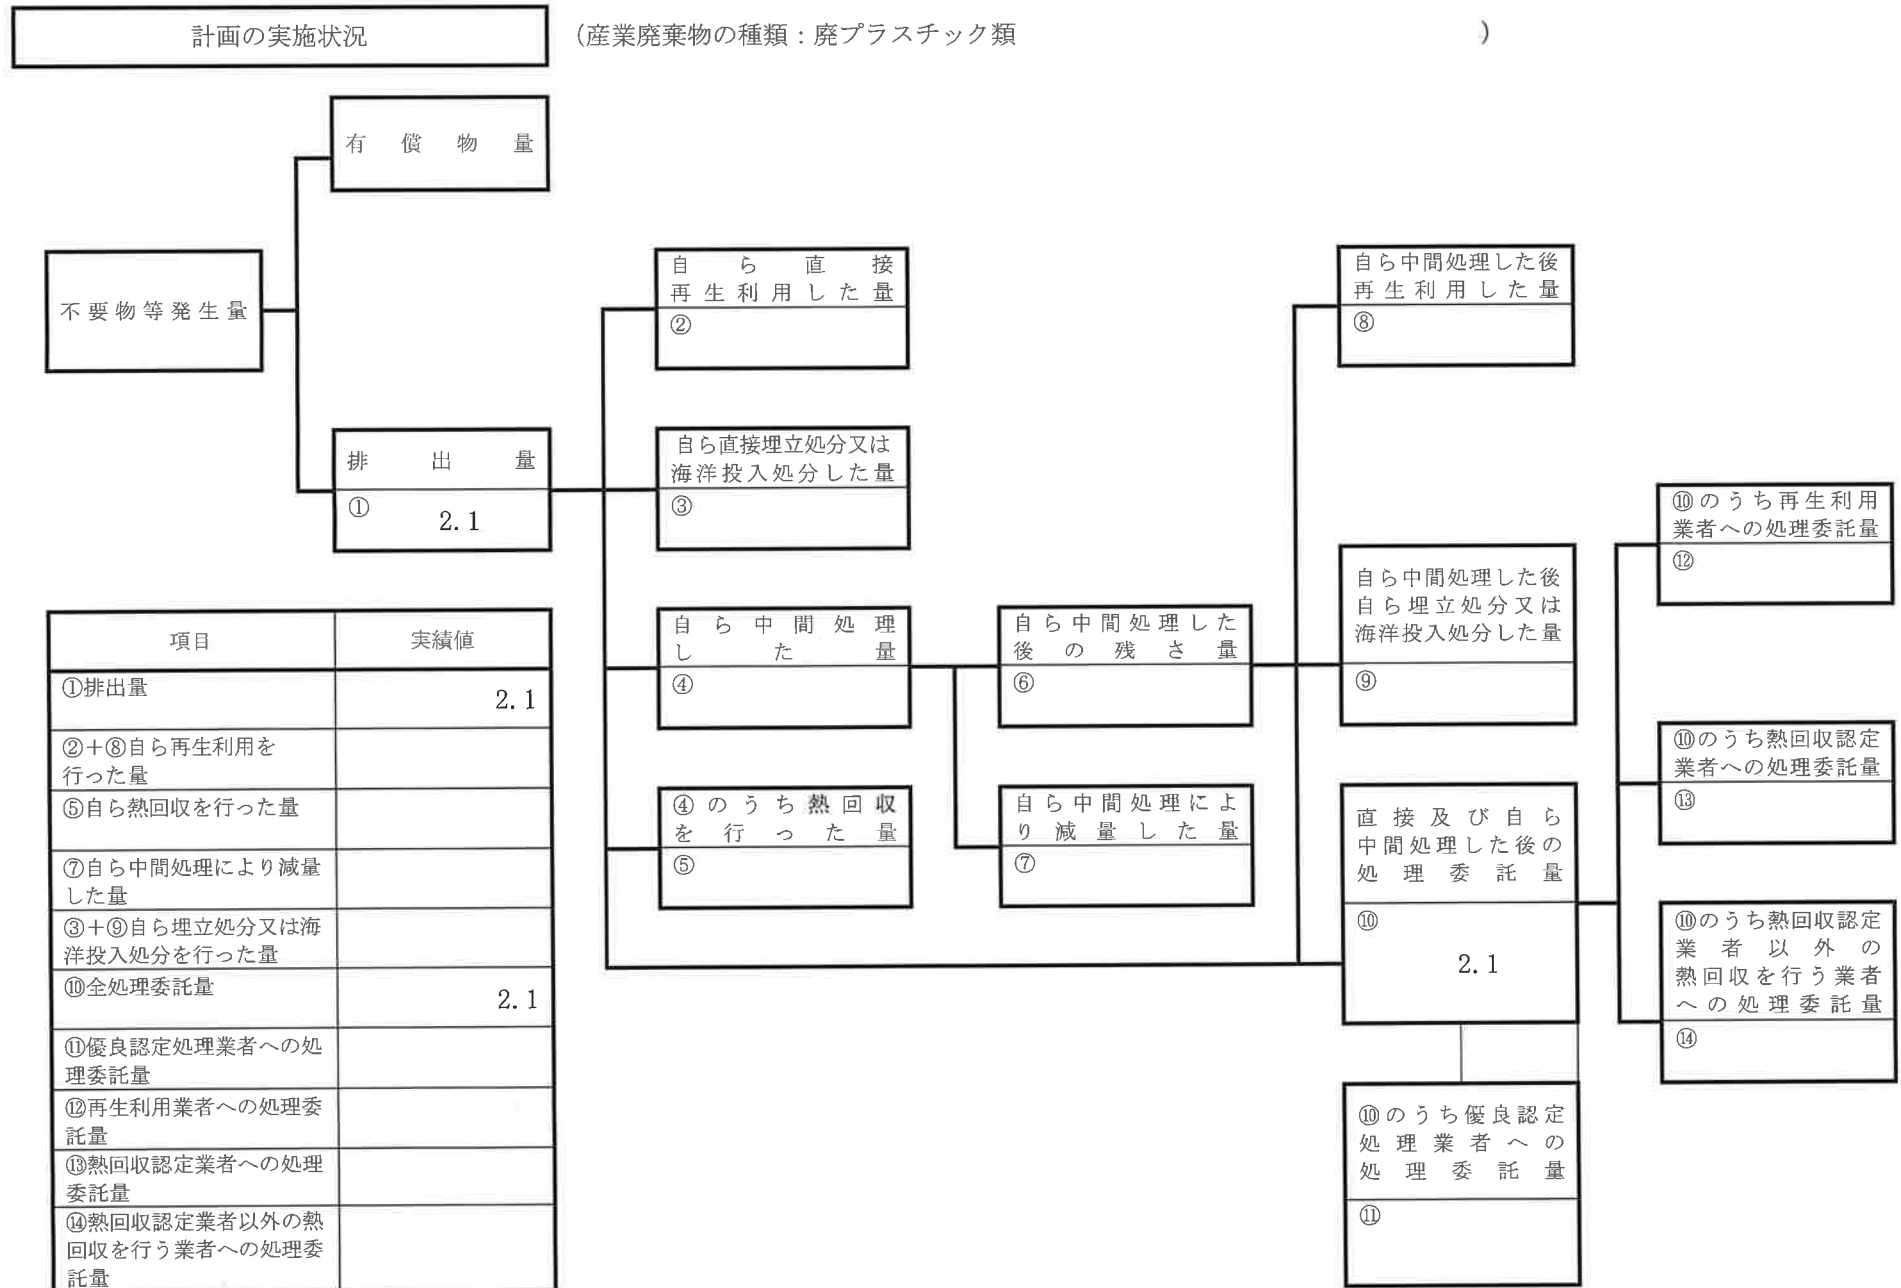 計画の実施状況
(産業廃棄物の種類：廃プラスチック類 )
有償物量
不要物等発生量
排出量
① 2.1
自ら直接
再生利用した量
②
自ら直接埋立処分又は
海洋投入処分した量
③
自ら中間処理
した量
④
④のうち熱回収
を行った量
⑤
自ら中間処理した
後の残さ量
⑥
自ら中間処理によ
り減量した量
⑦
自ら中間処理した後
再生利用した量
⑧
自ら中間処理した後
自ら埋立処分又は
海洋投入処分した量
⑨
直接及び自ら
中間処理した後の
処理委託量
⑩
2.1
⑩のうち優良認定
処理業者への
処理委託量
⑪
⑩のうち再生利用
業者への処理委託量
⑫
⑩のうち熱回収認定
業者への処理委託量
⑬
⑩のうち熱回収認定
業者以外の
熱回収を行う業者
への処理委託量
⑭
項目 実績値
①排出量 2.1
②＋⑧自ら再生利用を
行った量
⑤自ら熱回収を行った量
⑦自ら中間処理により減量
した量
③＋⑨自ら埋立処分又は海
洋投入処分を行った量
⑩全処理委託量 2.1
⑪優良認定処理業者への処
理委託量
⑫再生利用業者への処理委
託量
⑬熱回収認定業者への処理
委託量
⑭熱回収認定業者以外の熱
回収を行う業者への処理委
託量